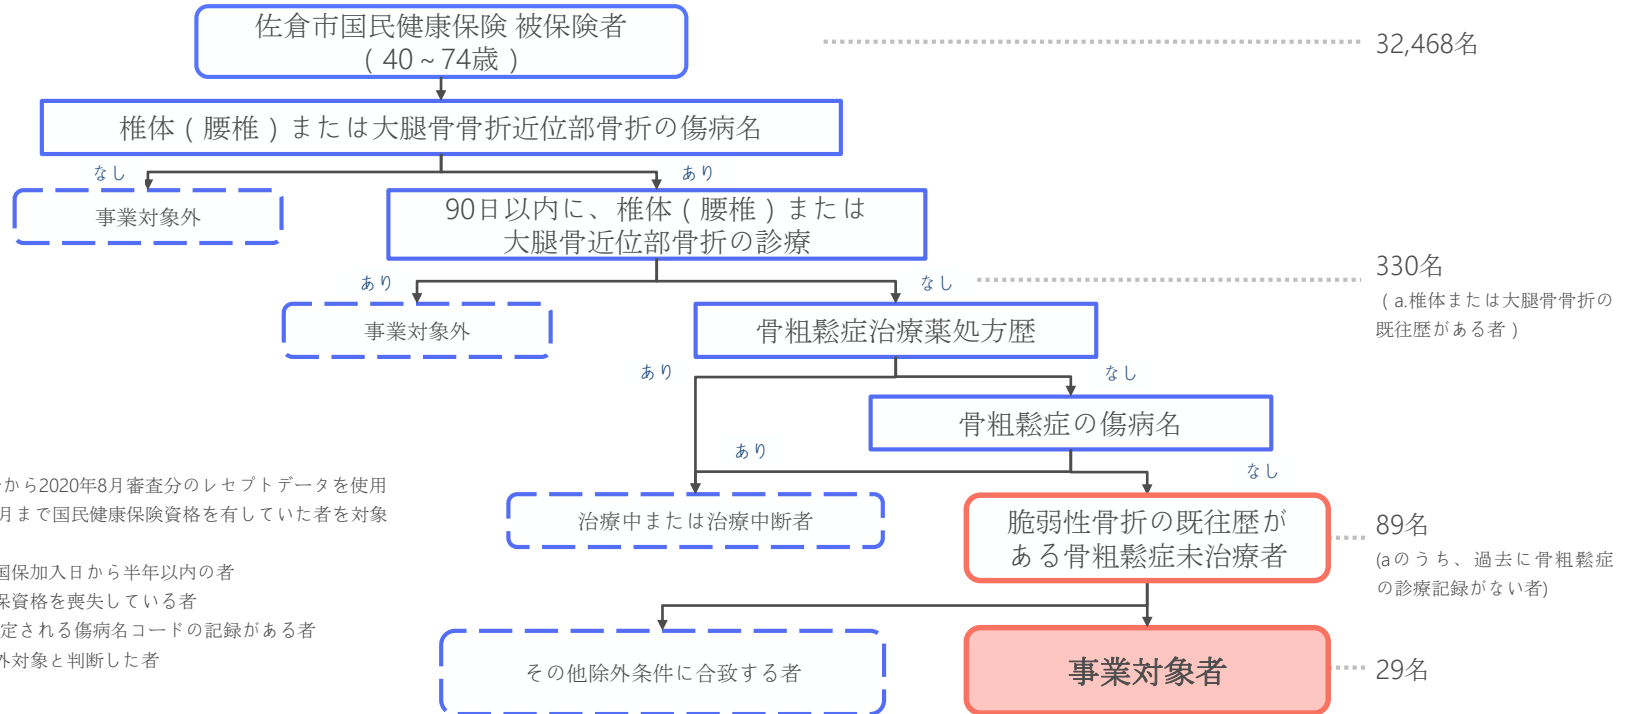 佐倉市国民健康保険 被保険者
( 40 ~ 74歳 )
32,468名
椎体 ( 腰椎 ) または大腿骨骨折近位部骨折の傷病名
なし
あり
事業対象外
90日以内に、椎体 ( 腰椎 ) または
大腿骨近位部骨折の診療
あり
なし
330名
( a.椎体または大腿骨骨折の
既往歴がある者 )
事業対象外
骨粗鬆症治療薬処方歴
あり
なし
骨粗鬆症の傷病名
あり
なし
から2020年8月審査分のレセプトデータを使用
月まで国民健康保険資格を有していた者を対象
国保加入日から半年以内の者
保資格を喪失している者
定される傷病名コードの記録がある者
外対象と判断した者
治療中または治療中断者
脆弱性骨折の既往歴が
ある骨粗鬆症未治療者
89名
(aのうち、過去に骨粗鬆症
の診療記録がない者)
その他除外条件に合致する者
事業対象者
29名